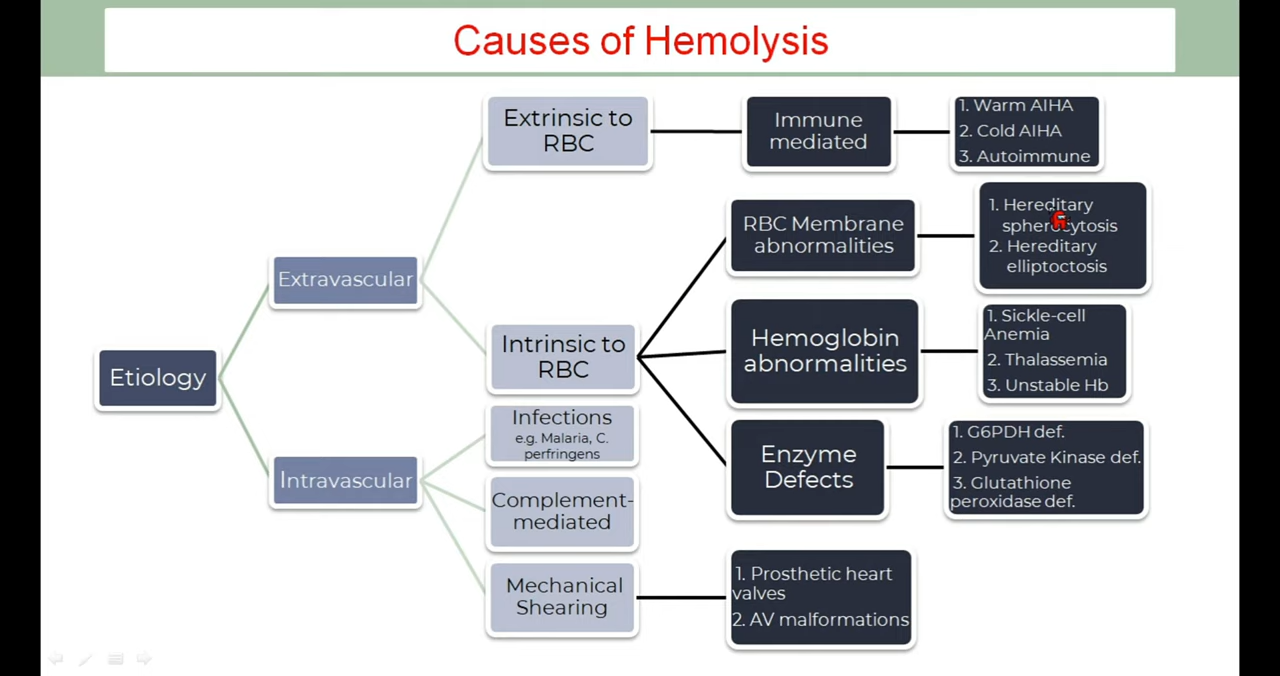 Causes of Hemolysis
Etiology
Extravascular
Extrinsic to
RBC
Immune
mediated
1. Warm AIHA
2. Cold AIHA
3. Autoimmune
Intrinsic to
RBC
RBC Membrane
abnormalities
1. Hereditary
spherocytosis
2. Hereditary
elliptoctosis
Hemoglobin
abnormalities
1. Sickle-cell
Anemia
2. Thalassemia
3. Unstable Hb
Enzyme
Defects
1. G6PDH def.
2. Pyruvate Kinase def.
3. Glutathione
peroxidase def.
Intravascular
Infections
e.g. Malaria, C.
perfringens
Complement-
mediated
Mechanical
Shearing
1. Prosthetic heart
valves
2. AV malformations